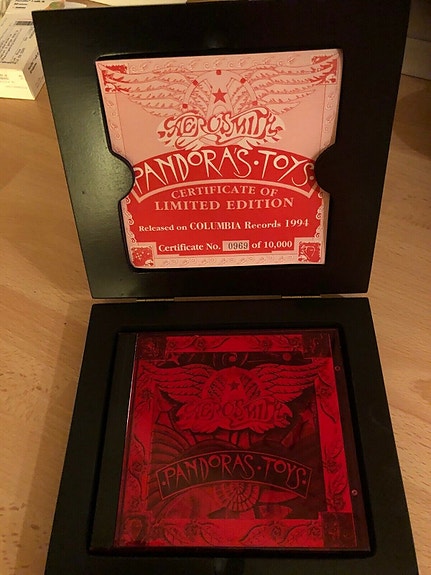 AEROSMITH
PANDORA'S·TOYS
CERTIFICATE OF
LIMITED EDITION
Released on COLUMBIA Records 1994
Certificate No. 0969 of 10,000
AEROSMITH
·PANDORA'S·TOYS·